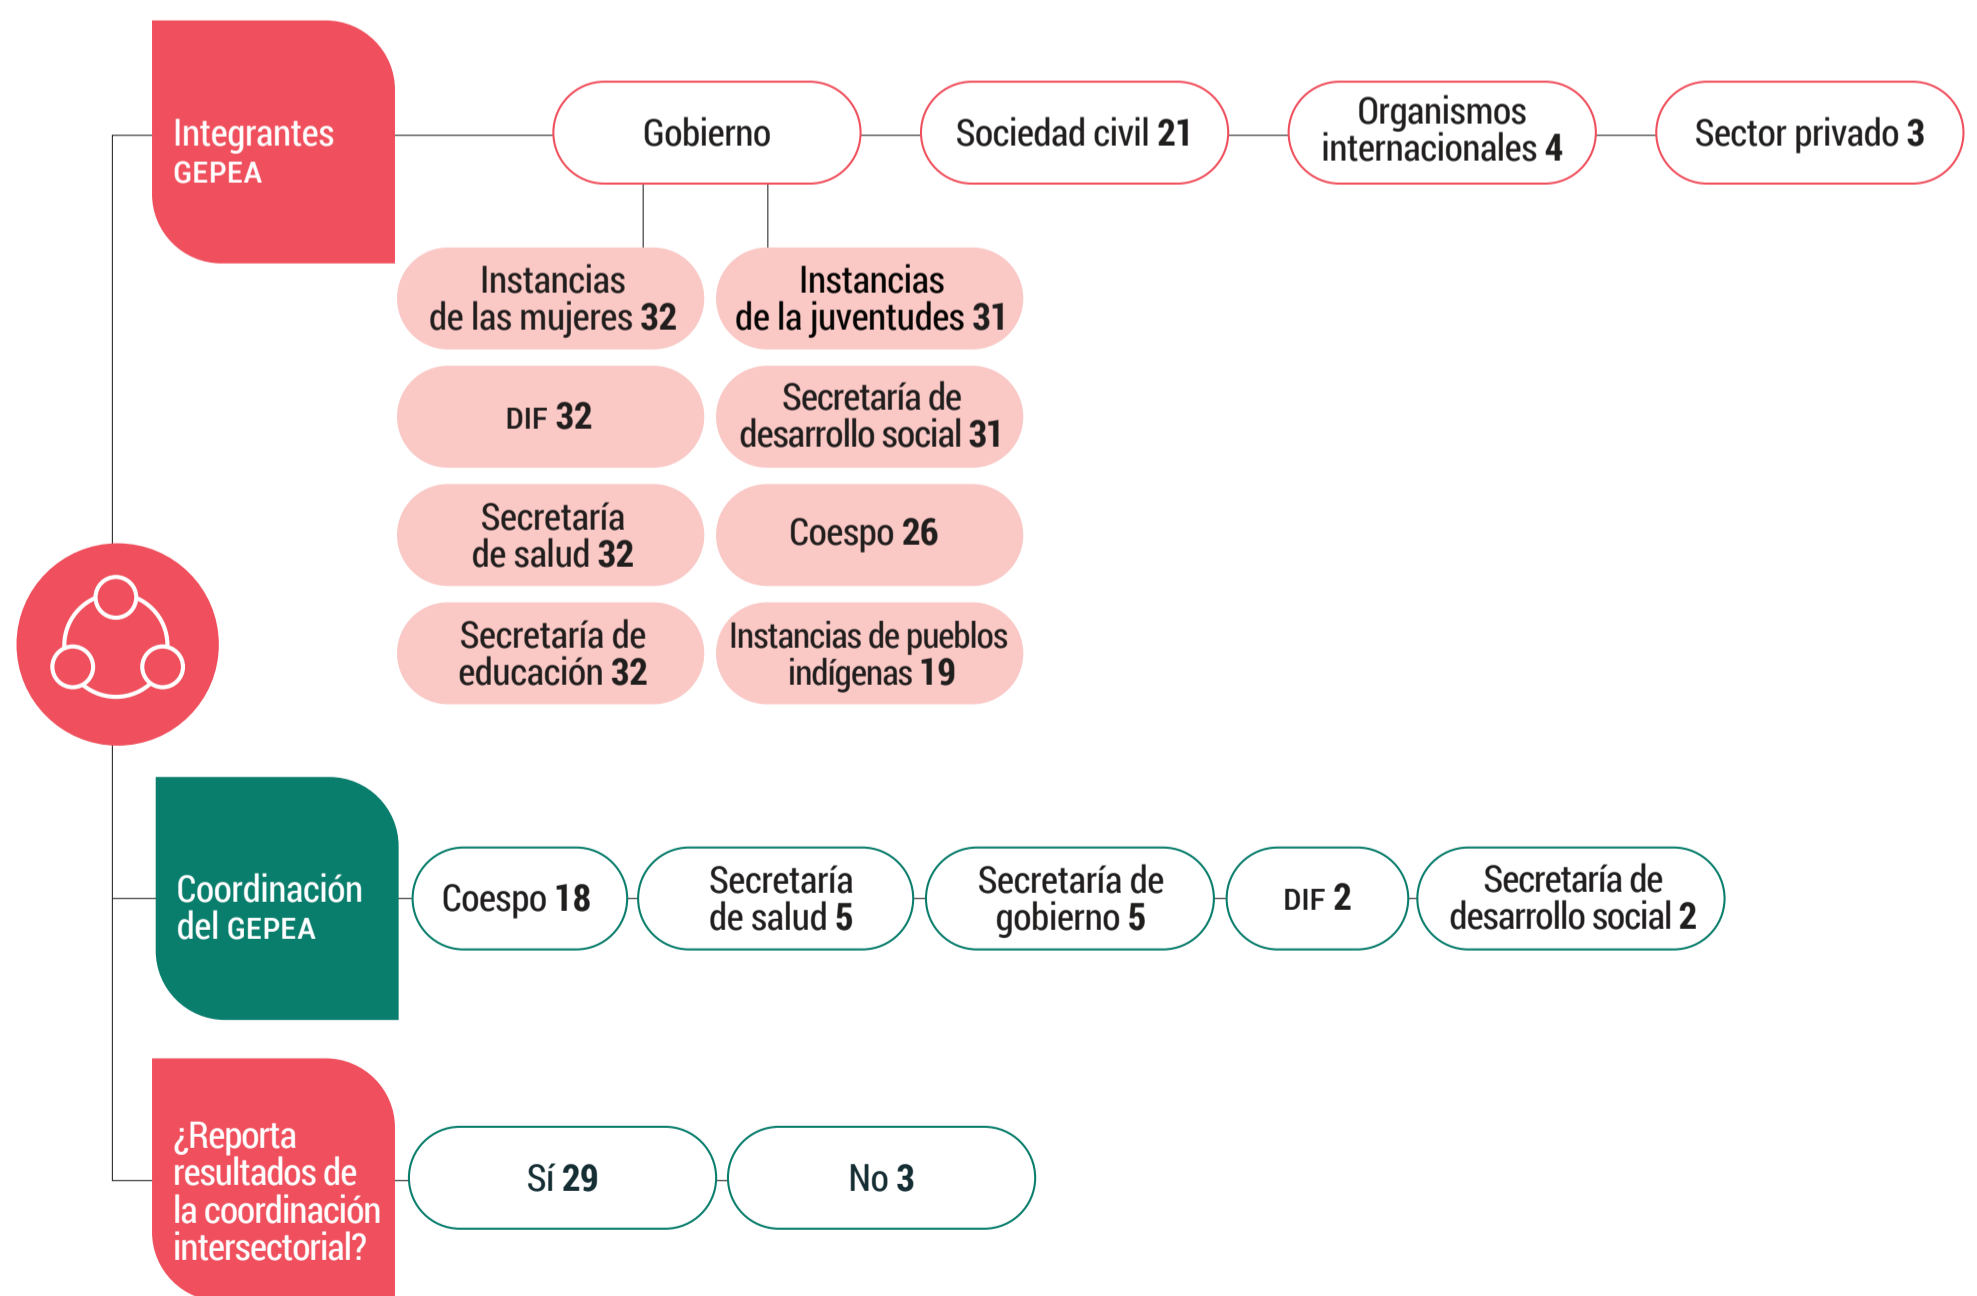 Integrantes
GEPEA
Gobierno
Sociedad civil 21
Organismos
internacionales 4
Sector privado 3
Instancias
de las mujeres 32
Instancias
de la juventudes 31
DIF 32
Secretaría de
desarrollo social 31
Secretaría
de salud 32
Coespo 26
Secretaría de
educación 32
Instancias de pueblos
indígenas 19
Coordinación
del GEPEA
Coespo 18
Secretaría
de salud 5
Secretaría de
gobierno 5
DIF 2
Secretaría de
desarrollo social 2
¿Reporta
resultados de
la coordinación
intersectorial?
Sí 29
No 3